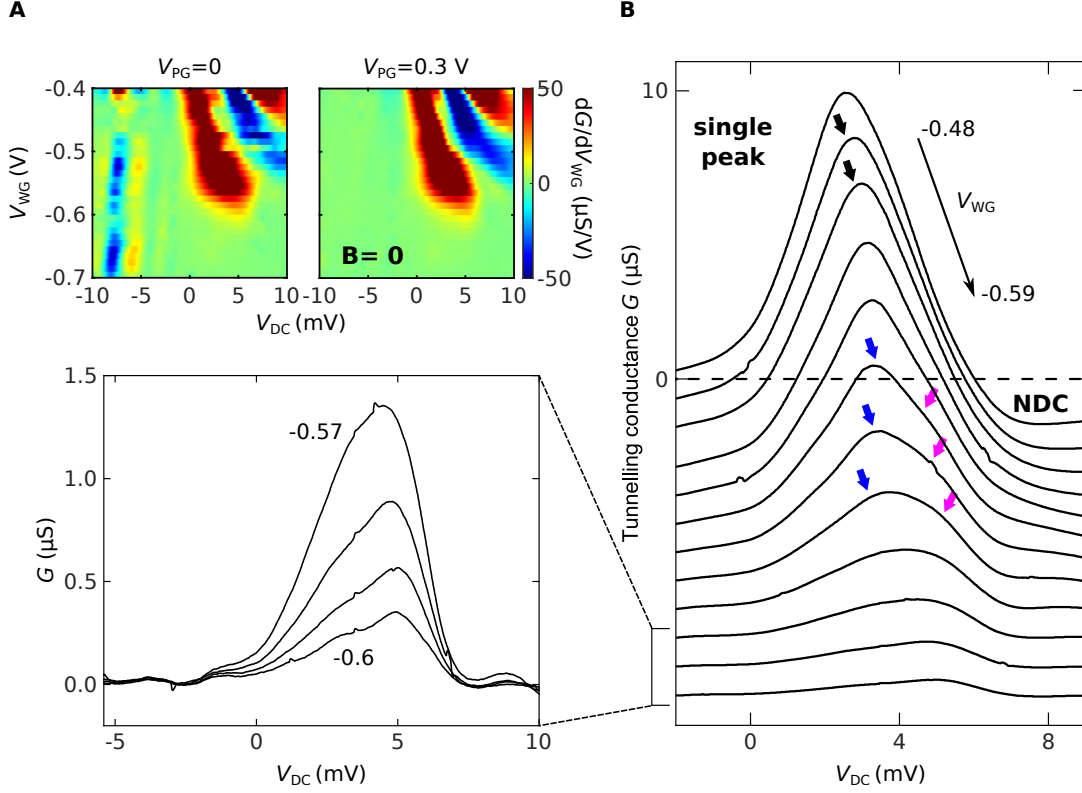 A
B
V_PG=0
V_PG=0.3 V
-0.4
-0.5
-0.6
-0.7
V_WG (V)
B= 0
-10 -5 0 5 10
-10 -5 0 5 10
V_DC (mV)
50
0
-50
dG/dV_WG (µS/V)
1.5
1.0
0.5
0.0
G (µS)
-0.57
-0.6
-5 0 5 10
V_DC (mV)
10
0
Tunnelling conductance G (µS)
single
peak
-0.48
V_WG
-0.59
NDC
0 4 8
V_DC (mV)